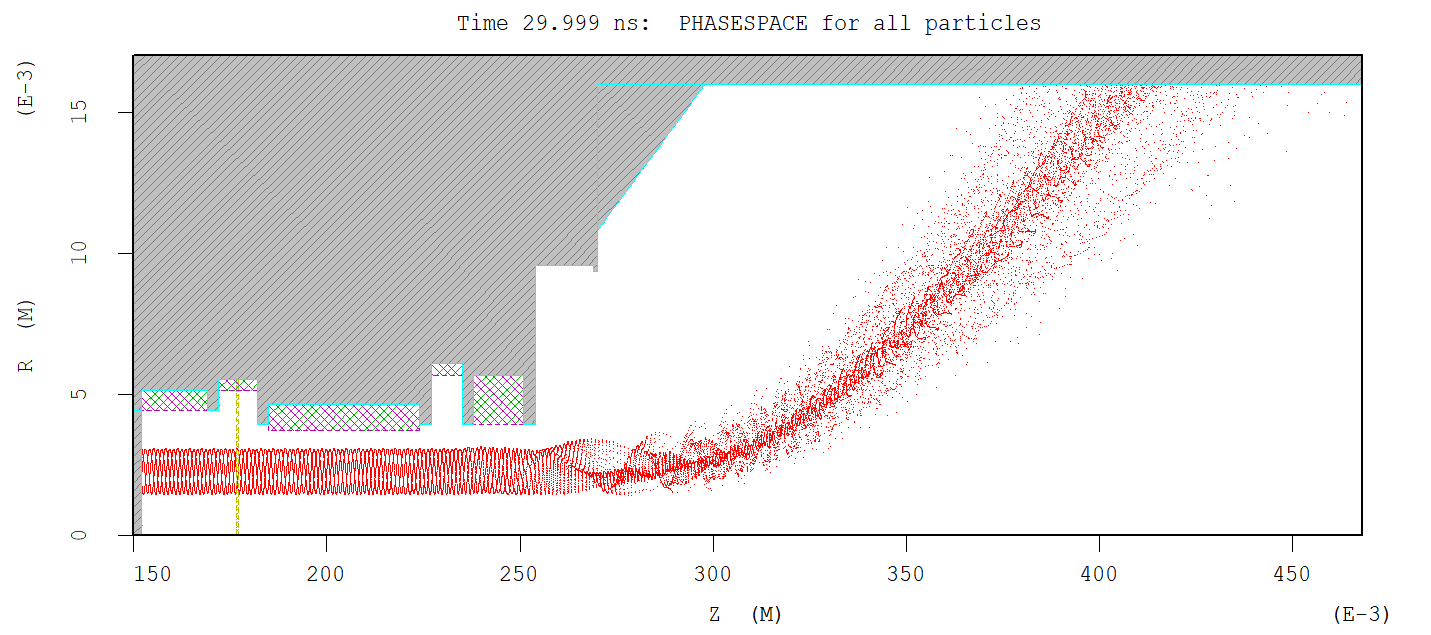 Time 29.999 ns: PHASESPACE for all particles
(E-3)
15
10
R (M)
5
0
150 200 250 300 350 400 450
Z (M)
(E-3)